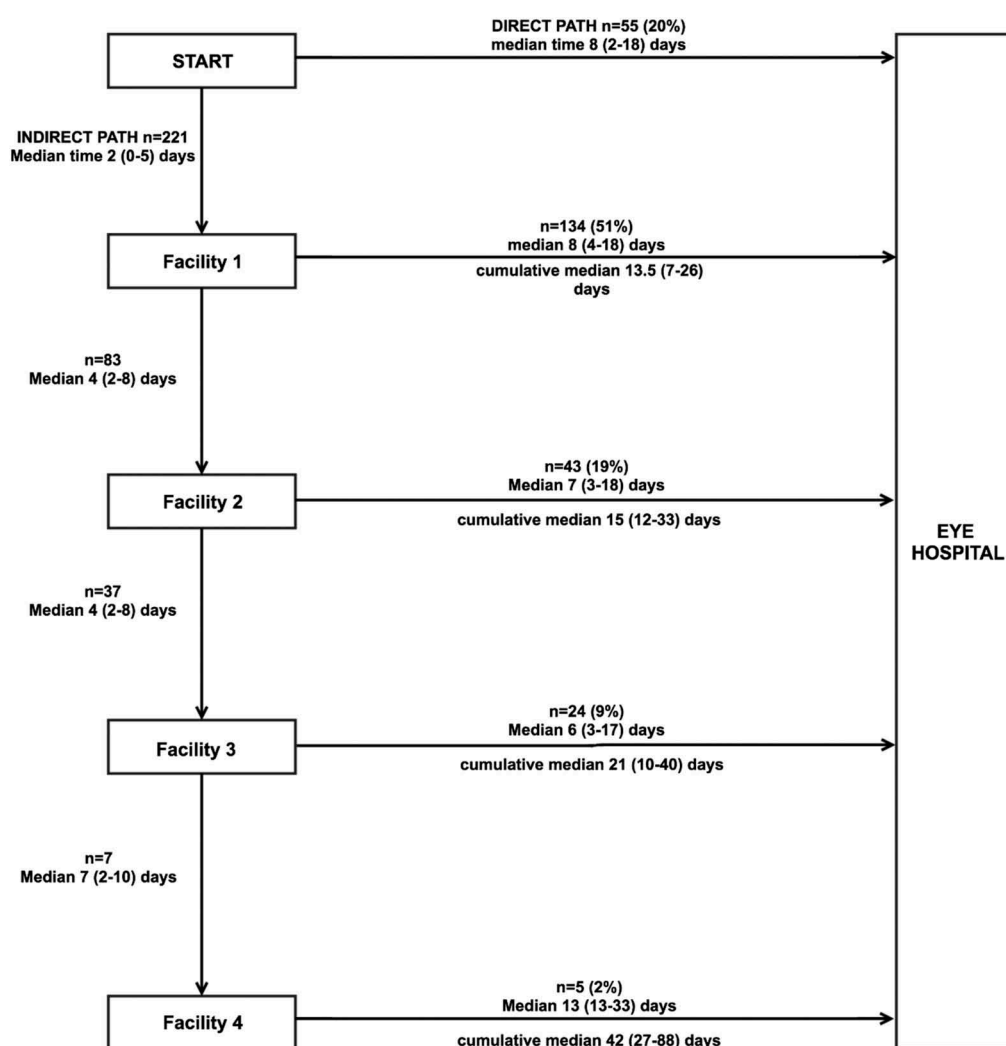 DIRECT PATH n=55 (20%)
median time 8 (2-18) days
START
INDIRECT PATH n=221
Median time 2 (0-5) days
n=134 (51%)
median 8 (4-18) days
Facility 1
cumulative median 13.5 (7-26)
days
n=83
Median 4 (2-8) days
n=43 (19%)
Median 7 (3-18) days
Facility 2
cumulative median 15 (12-33) days
EYE
HOSPITAL
n=37
Median 4 (2-8) days
n=24 (9%)
Median 6 (3-17) days
Facility 3
cumulative median 21 (10-40) days
n=7
Median 7 (2-10) days
n=5 (2%)
Median 13 (13-33) days
Facility 4
cumulative median 42 (27-88) days